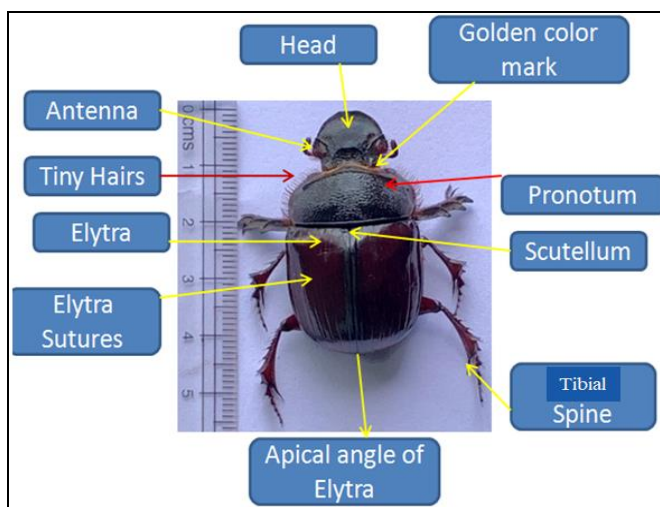 Head
Golden color
mark
Antenna
Tiny Hairs
Pronotum
Elytra
Scutellum
Elytra
Sutures
Tibial
Spine
Apical angle of
Elytra
0 cms
1
2
3
4
5